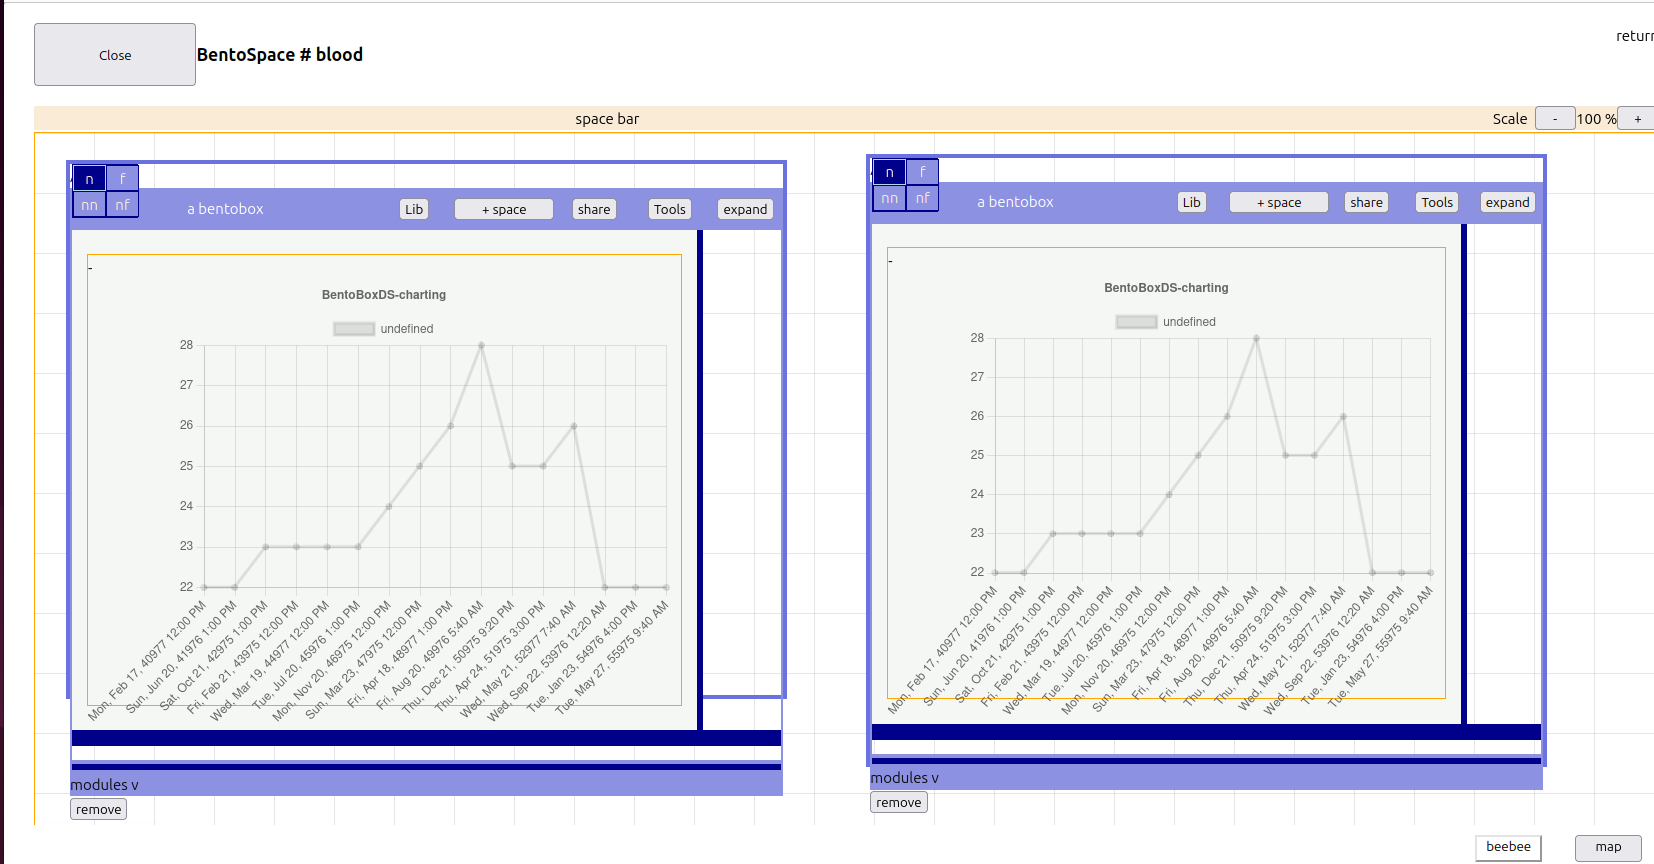 Close
BentoSpace # blood
return
space bar
Scale - 100 % +
n f
nn nf
a bentobox
Lib
+ space
share
Tools
expand
-
BentoBoxDS-charting
undefined
28
27
26
25
24
23
22
Mon, Feb 17, 40977 12:00 PM
Sun, Jun 20, 41976 1:00 PM
Sat, Oct 21, 42975 1:00 PM
Fri, Feb 21, 43975 12:00 PM
Wed, Mar 19, 44977 12:00 PM
Tue, Jul 20, 45976 1:00 PM
Mon, Nov 20, 46975 12:00 PM
Sun, Mar 23, 47975 12:00 PM
Fri, Apr 18, 48977 1:00 PM
Fri, Aug 20, 49976 5:40 AM
Thu, Dec 21, 50975 9:20 PM
Thu, Apr 24, 51975 3:00 PM
Wed, May 21, 52977 7:40 AM
Wed, Sep 22, 53976 12:20 AM
Tue, Jan 23, 54976 4:00 PM
Tue, May 27, 55975 9:40 AM
modules v
remove
n f
nn nf
a bentobox
Lib
+ space
share
Tools
expand
-
BentoBoxDS-charting
undefined
28
27
26
25
24
23
22
Mon, Feb 17, 40977 12:00 PM
Sun, Jun 20, 41976 1:00 PM
Sat, Oct 21, 42975 1:00 PM
Fri, Feb 21, 43975 12:00 PM
Wed, Mar 19, 44977 12:00 PM
Tue, Jul 20, 45976 1:00 PM
Mon, Nov 20, 46975 12:00 PM
Sun, Mar 23, 47975 12:00 PM
Fri, Apr 18, 48977 1:00 PM
Fri, Aug 20, 49976 5:40 AM
Thu, Dec 21, 50975 9:20 PM
Thu, Apr 24, 51975 3:00 PM
Wed, May 21, 52977 7:40 AM
Wed, Sep 22, 53976 12:20 AM
Tue, Jan 23, 54976 4:00 PM
Tue, May 27, 55975 9:40 AM
modules v
remove
beebee
map